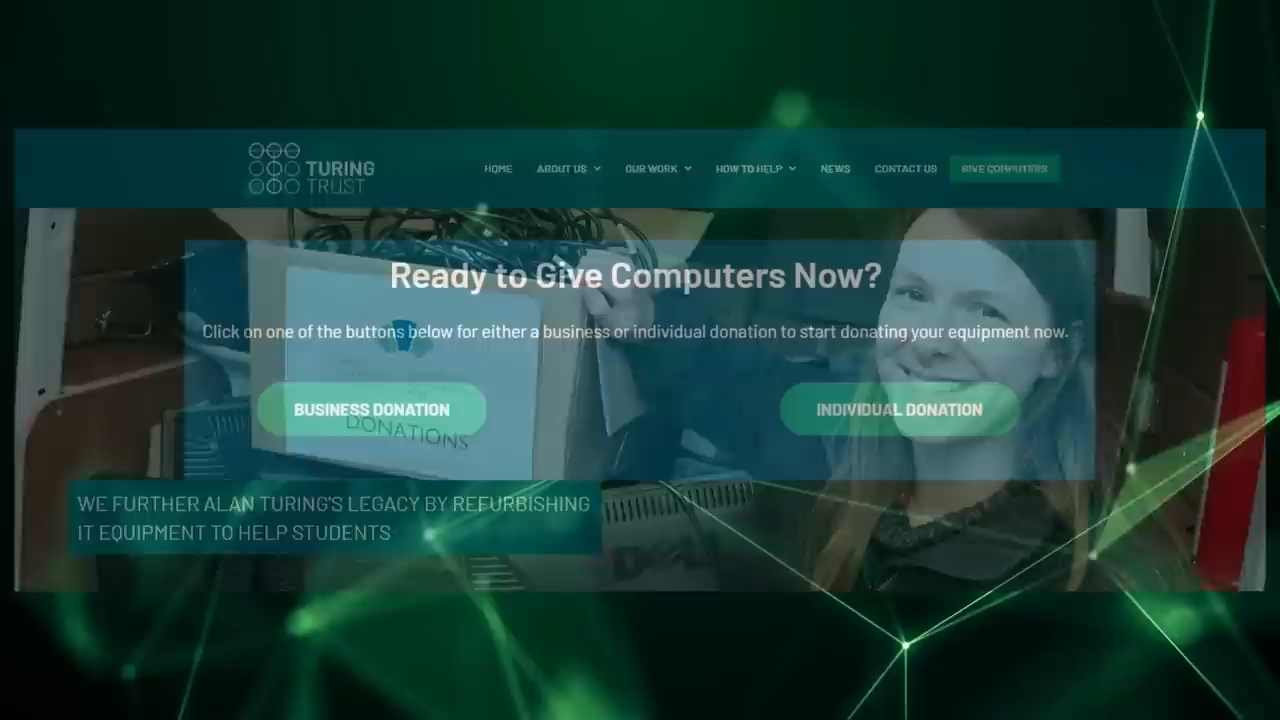 TURING
TRUST
HOME ABOUT US OUR WORK HOW TO HELP NEWS CONTACT US GIVE COMPUTERS
Ready to Give Computers Now?
Click on one of the buttons below for either a business or individual donation to start donating your equipment now.
BUSINESS DONATION INDIVIDUAL DONATION
DONATIONS
WE FURTHER ALAN TURING'S LEGACY BY REFURBISHING
IT EQUIPMENT TO HELP STUDENTS
DELL